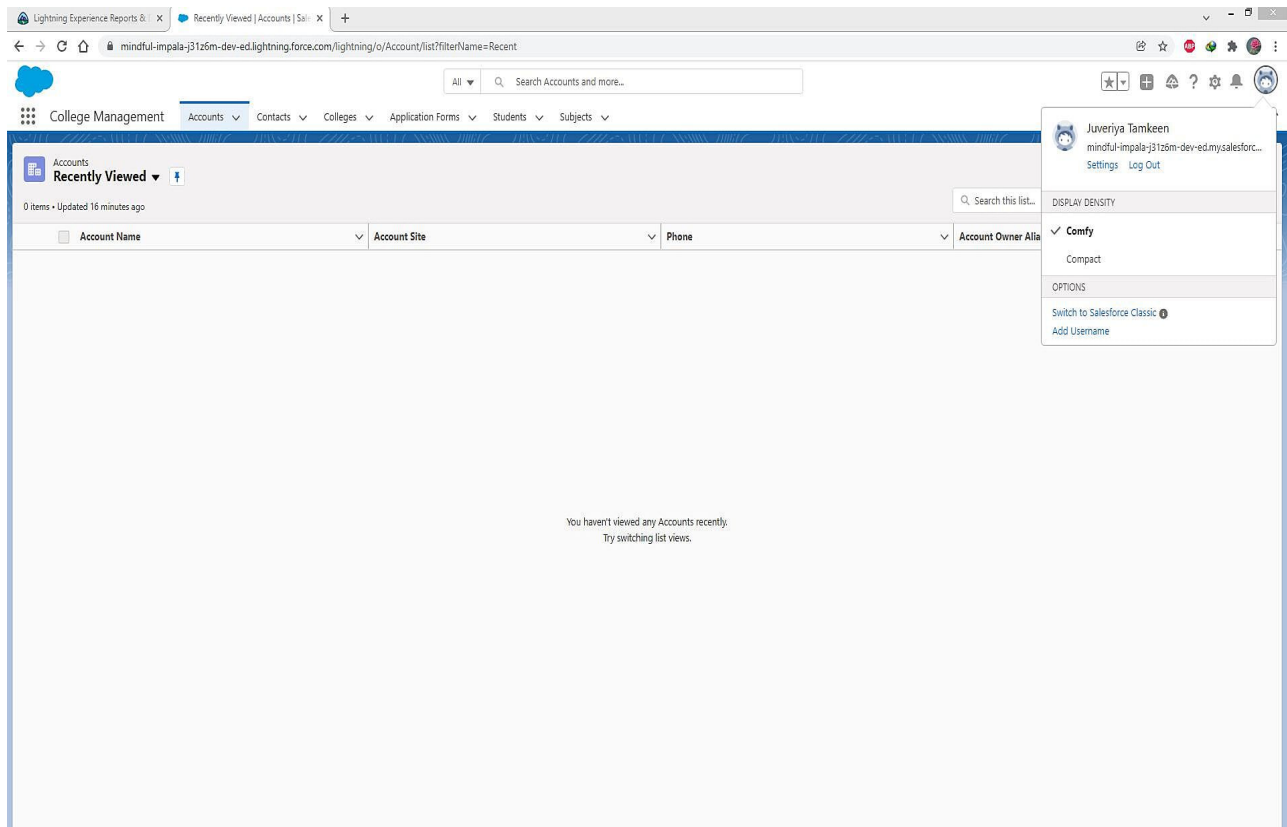 Lightning Experience Reports &
Recently Viewed | Accounts | Sal
mindful-impala-j31z6m-dev-ed.lightning.force.com/lightning/o/Account/list?filterName=Recent
All
Search Accounts and more...
College Management
Accounts
Contacts
Colleges
Application Forms
Students
Subjects
Juveriya Tamkeen
mindful-impala-j31z6m-dev-ed.my.salesforc...
Settings Log Out
DISPLAY DENSITY
Comfy
Compact
OPTIONS
Switch to Salesforce Classic
Add Username
Accounts
Recently Viewed
0 items • Updated 16 minutes ago
Search this list...
Account Name
Account Site
Phone
Account Owner Alia
You haven't viewed any Accounts recently.
Try switching list views.